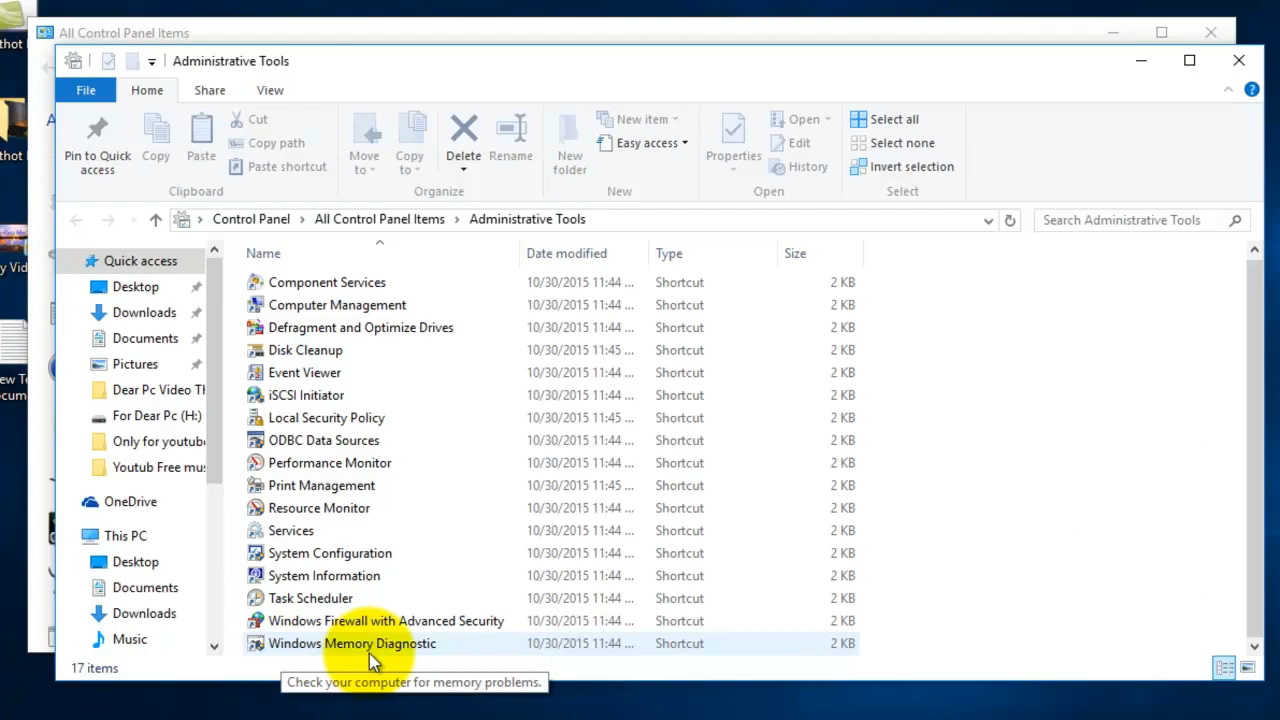 All Control Panel Items
Administrative Tools
File Home Share View
Pin to Quick access
Copy
Paste
Cut
Copy path
Paste shortcut
Clipboard
Move to
Copy to
Delete
Rename
Organize
New folder
New item
Easy access
New
Properties
Open
Edit
History
Open
Select all
Select none
Invert selection
Select
Control Panel > All Control Panel Items > Administrative Tools
Search Administrative Tools
Quick access
Desktop
Downloads
Documents
Pictures
Dear Pc Video Th
For Dear Pc (H:)
Only for youtube
Youtub Free mus
OneDrive
This PC
Desktop
Documents
Downloads
Music
Name Date modified Type Size
Component Services 10/30/2015 11:44 ... Shortcut 2 KB
Computer Management 10/30/2015 11:44 ... Shortcut 2 KB
Defragment and Optimize Drives 10/30/2015 11:44 ... Shortcut 2 KB
Disk Cleanup 10/30/2015 11:45 ... Shortcut 2 KB
Event Viewer 10/30/2015 11:44 ... Shortcut 2 KB
iSCSI Initiator 10/30/2015 11:44 ... Shortcut 2 KB
Local Security Policy 10/30/2015 11:45 ... Shortcut 2 KB
ODBC Data Sources 10/30/2015 11:44 ... Shortcut 2 KB
Performance Monitor 10/30/2015 11:44 ... Shortcut 2 KB
Print Management 10/30/2015 11:45 ... Shortcut 2 KB
Resource Monitor 10/30/2015 11:44 ... Shortcut 2 KB
Services 10/30/2015 11:44 ... Shortcut 2 KB
System Configuration 10/30/2015 11:44 ... Shortcut 2 KB
System Information 10/30/2015 11:44 ... Shortcut 2 KB
Task Scheduler 10/30/2015 11:44 ... Shortcut 2 KB
Windows Firewall with Advanced Security 10/30/2015 11:44 ... Shortcut 2 KB
Windows Memory Diagnostic 10/30/2015 11:44 ... Shortcut 2 KB
17 items
Check your computer for memory problems.